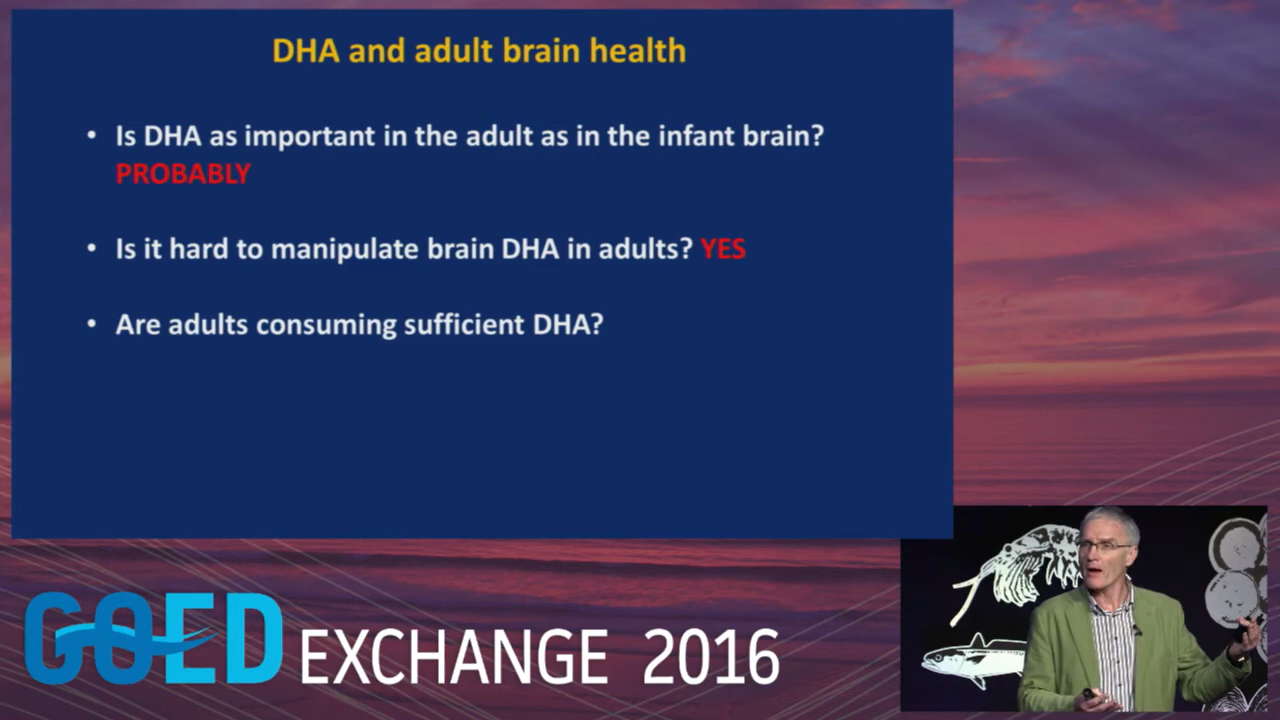 DHA and adult brain health
• Is DHA as important in the adult as in the infant brain?
PROBABLY
• Is it hard to manipulate brain DHA in adults? YES
• Are adults consuming sufficient DHA?
GOED EXCHANGE 2016